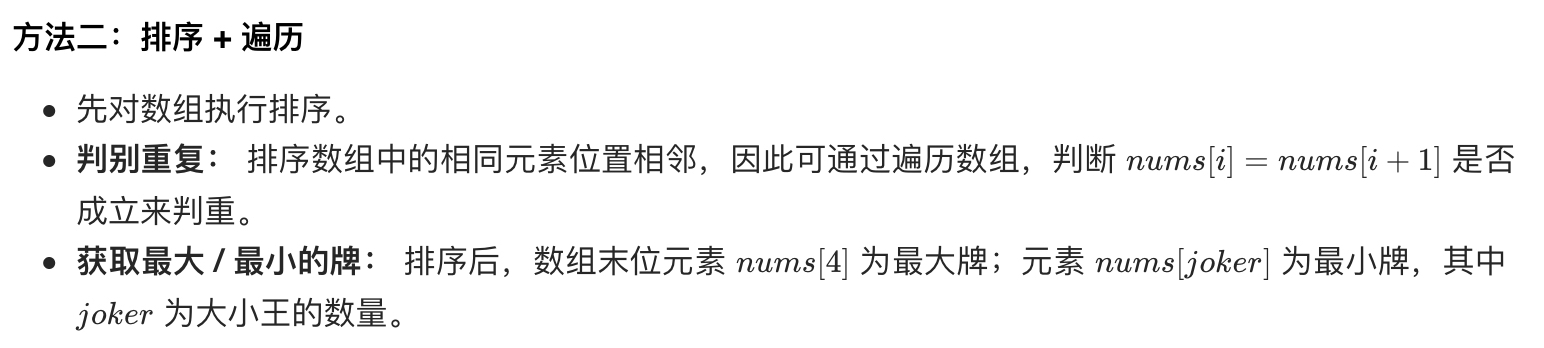 方法二：排序 + 遍历
• 先对数组执行排序。
• 判别重复： 排序数组中的相同元素位置相邻，因此可通过遍历数组，判断 nums[i] = nums[i + 1] 是否
成立来判重。
• 获取最大 / 最小的牌： 排序后，数组末位元素 nums[4] 为最大牌；元素 nums[joker] 为最小牌，其中
joker 为大小王的数量。